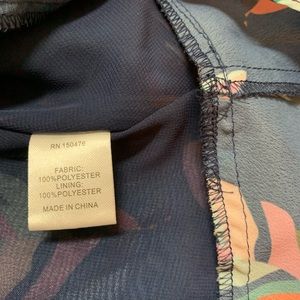 RN 150476
FABRIC:
100%POLYESTER
LINING:
100%POLYESTER
MADE IN CHINA